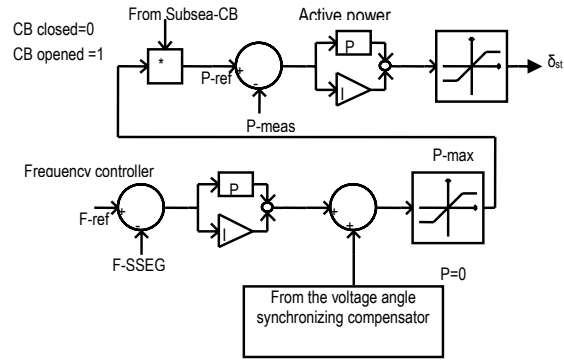 From Subsea-CB
Active power
CB closed=0
CB opened =1
*
P-ref
+
-
P
I
δst
P-meas
P-max
Frequency controller
F-ref
+
-
P
I
+
+
F-SSEG
P=0
From the voltage angle
synchronizing compensator